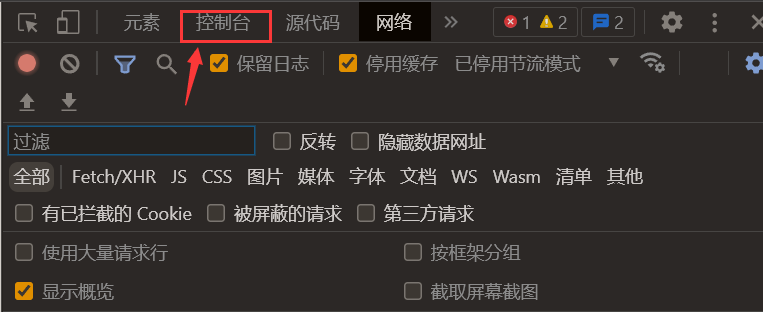 元素 控制台 源代码 网络 1 2 2
保留日志 停用缓存 已停用节流模式
过滤 反转 隐藏数据网址
全部 Fetch/XHR JS CSS 图片 媒体 字体 文档 WS Wasm 清单 其他
有已拦截的 Cookie 被屏蔽的请求 第三方请求
使用大量请求行 按框架分组
显示概览 截取屏幕截图